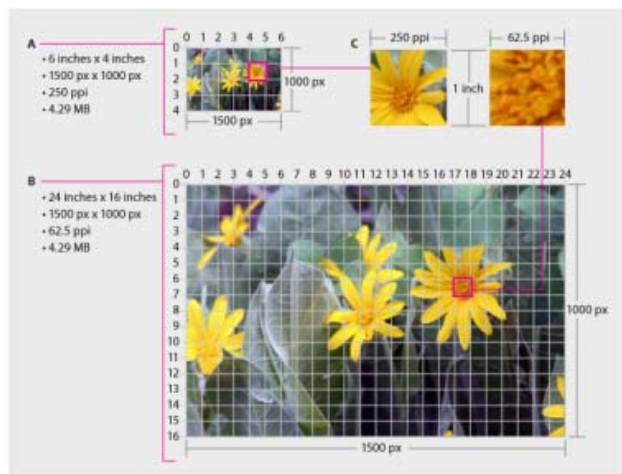 A
• 6 inches x 4 inches
• 1500 px x 1000 px
• 250 ppi
• 4.29 MB
0 1 2 3 4 5 6
0
1
2
3
4
1000 px
1500 px
C
250 ppi
62.5 ppi
1 inch
B
• 24 inches x 16 inches
• 1500 px x 1000 px
• 62.5 ppi
• 4.29 MB
0 1 2 3 4 5 6 7 8 9 10 11 12 13 14 15 16 17 18 19 20 21 22 23 24
0
1
2
3
4
5
6
7
8
9
10
11
12
13
14
15
16
1000 px
1500 px